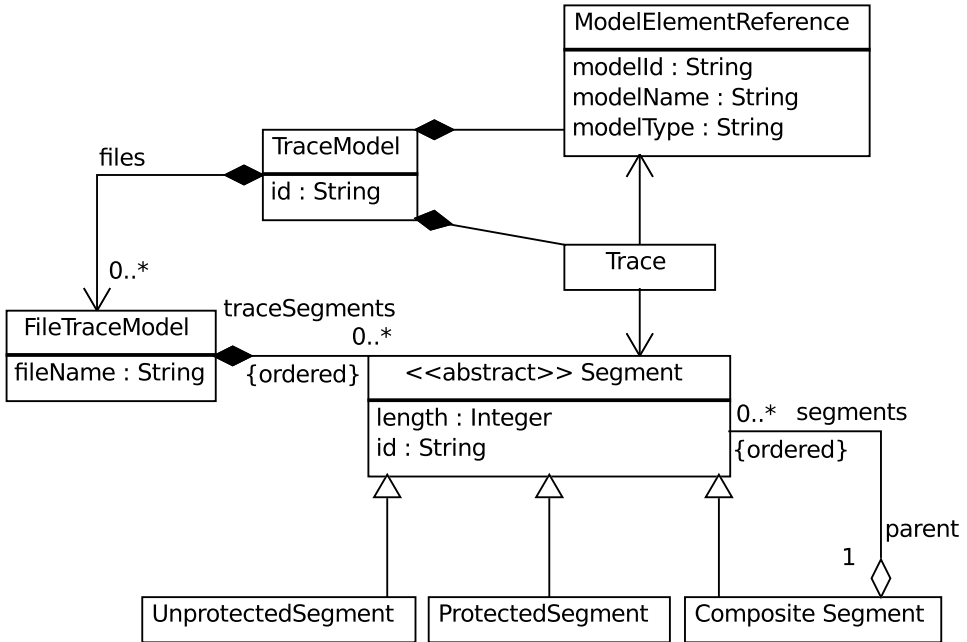 ModelElementReference
modelId : String
modelName : String
modelType : String
TraceModel
id : String
files
0..*
Trace
FileTraceModel
fileName : String
traceSegments
0..*
{ordered}
<<abstract>> Segment
length : Integer
id : String
0..* segments
{ordered}
parent
1
UnprotectedSegment
ProtectedSegment
Composite Segment